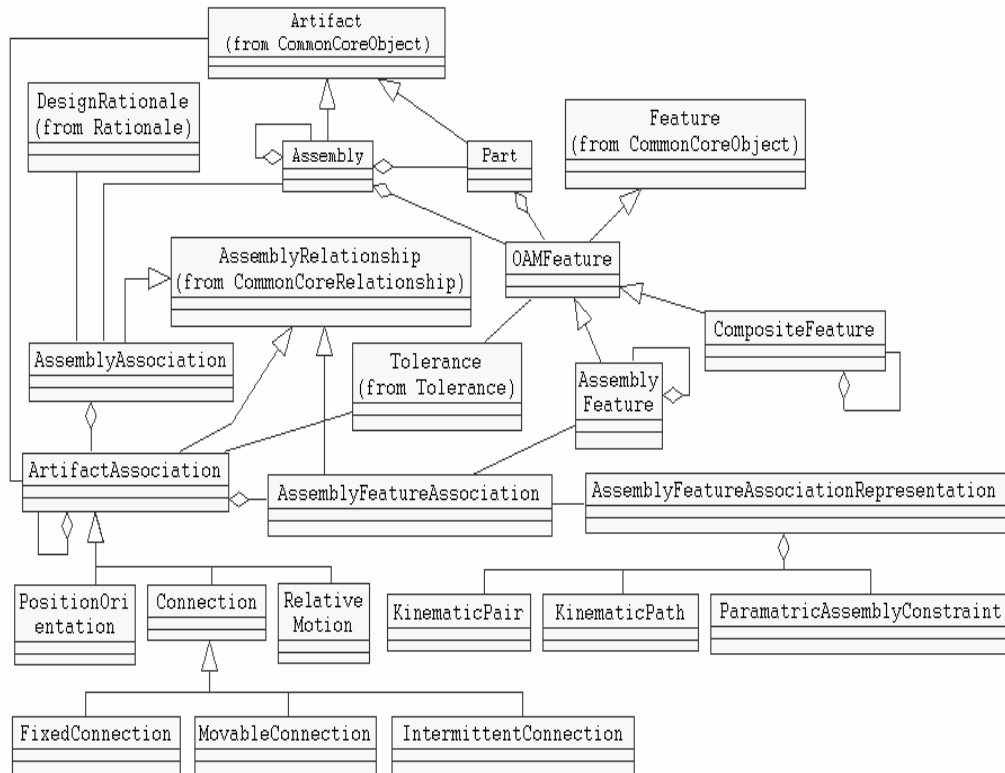 Artifact
(from CommonCoreObject)
DesignRationale
(from Rationale)
Feature
(from CommonCoreObject)
Assembly
Part
AssemblyRelationship
(from CommonCoreRelationship)
OAMFeature
CompositeFeature
AssemblyAssociation
Tolerance
(from Tolerance)
Assembly
Feature
ArtifactAssociation
AssemblyFeatureAssociation
AssemblyFeatureAssociationRepresentation
PositionOri
entation
Connection
Relative
Motion
KinematicPair
KinematicPath
ParamatricAssemblyConstraint
FixedConnection
MovableConnection
IntermittentConnection